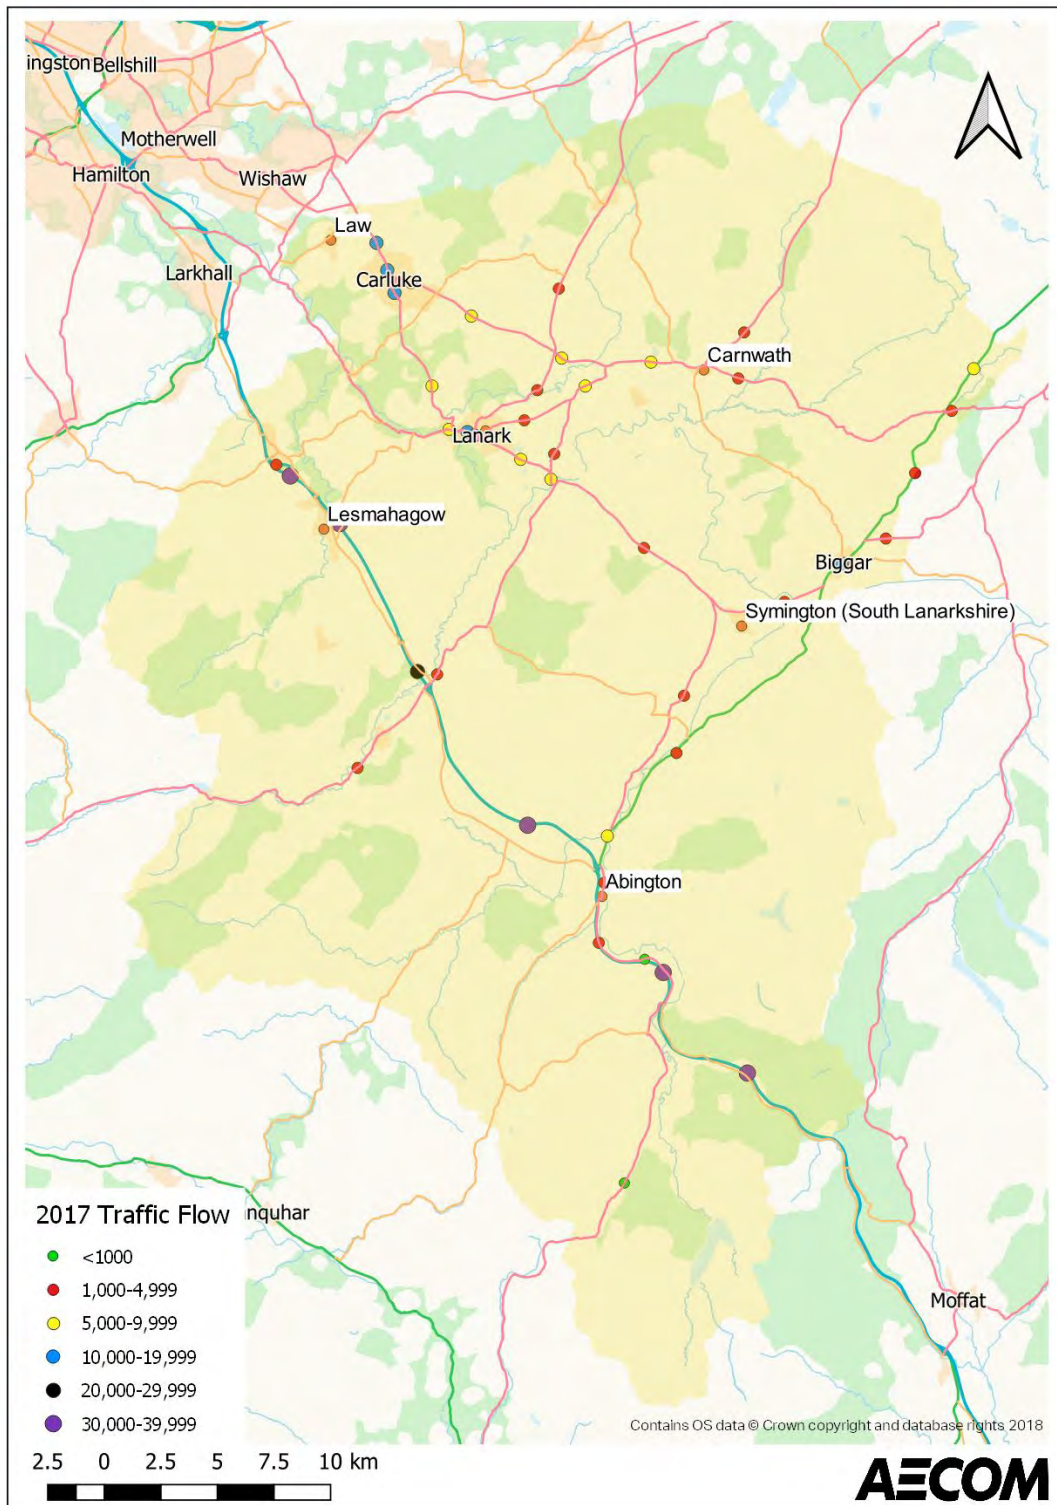 ingston Bellshill
Motherwell
Hamilton
Wishaw
Law
Larkhall
Carluke
Carnwath
Lanark
Lesmahagow
Biggar
Symington (South Lanarkshire)
Abington
nquhar
Moffat
2017 Traffic Flow
<1000
1,000-4,999
5,000-9,999
10,000-19,999
20,000-29,999
30,000-39,999
Contains OS data © Crown copyright and database rights 2018
2.5 0 2.5 5 7.5 10 km
AECOM